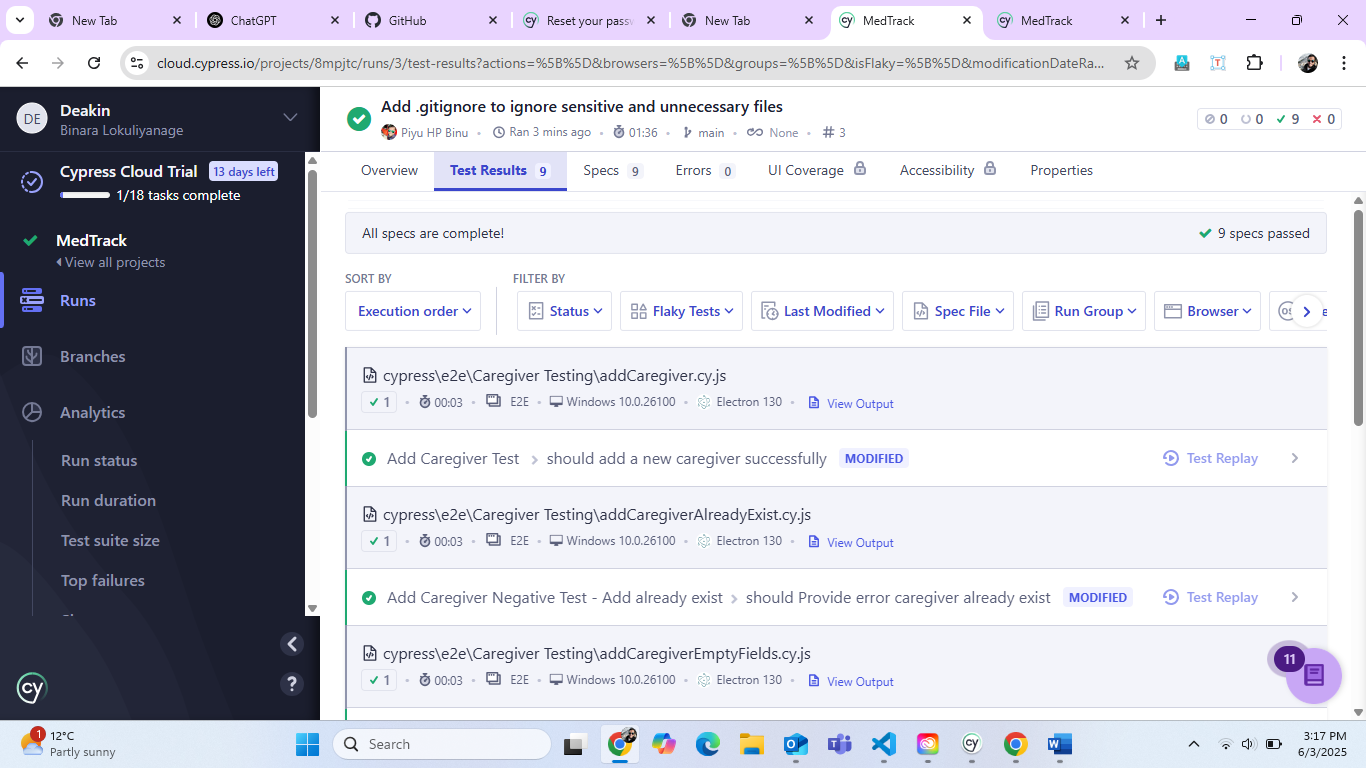 New Tab
ChatGPT
GitHub
Reset your passw
New Tab
MedTrack
MedTrack
cloud.cypress.io/projects/8mpjtc/runs/3/test-results?actions=%5B%5D&browsers=%5B%5D&groups=%5B%5D&isFlaky=%5B%5D&modificationDateRa...
DE
Deakin
Binara Lokuliyanage
Cypress Cloud Trial 13 days left
1/18 tasks complete
MedTrack
View all projects
Runs
Branches
Analytics
Run status
Run duration
Test suite size
Top failures
cy
?
Add .gitignore to ignore sensitive and unnecessary files
Piyu HP Binu Ran 3 mins ago 01:36 main None # 3
0 0 9 0
Overview Test Results 9 Specs 9 Errors 0 UI Coverage Accessibility Properties
All specs are complete! 9 specs passed
SORT BY FILTER BY
Execution order Status Flaky Tests Last Modified Spec File Run Group Browser OS
cypress\e2e\Caregiver Testing\addCaregiver.cy.js
1 00:03 E2E Windows 10.0.26100 Electron 130 View Output
Add Caregiver Test should add a new caregiver successfully MODIFIED Test Replay
cypress\e2e\Caregiver Testing\addCaregiverAlreadyExist.cy.js
1 00:03 E2E Windows 10.0.26100 Electron 130 View Output
Add Caregiver Negative Test - Add already exist should Provide error caregiver already exist MODIFIED Test Replay
cypress\e2e\Caregiver Testing\addCaregiverEmptyFields.cy.js
1 00:03 E2E Windows 10.0.26100 Electron 130 View Output
11
1
12°C
Partly sunny
Search
3:17 PM
6/3/2025